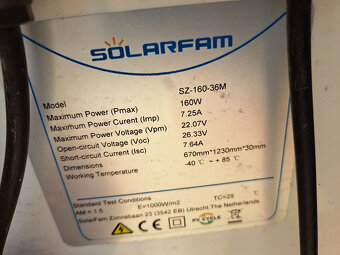 SOLARFAM
Model SZ-160-36M
Maximum Power (Pmax) 160W
Maximum Power Current (Imp) 7.25A
Maximum Power Voltage (Vpm) 22.07V
Open-circuit Voltage (Voc) 26.33V
Short-circuit Current (Isc) 7.64A
Dimensions 670mm*1230mm*30mm
Working Temperature -40 ℃ ~ +85 ℃
Standard Test Conditions
AM = 1.5 E=1000W/m2 TC=25 ℃
SolarFam.Zonnebaan 23 (3542 EB) Utrecht.The Netherlands
CE PV CYCLE